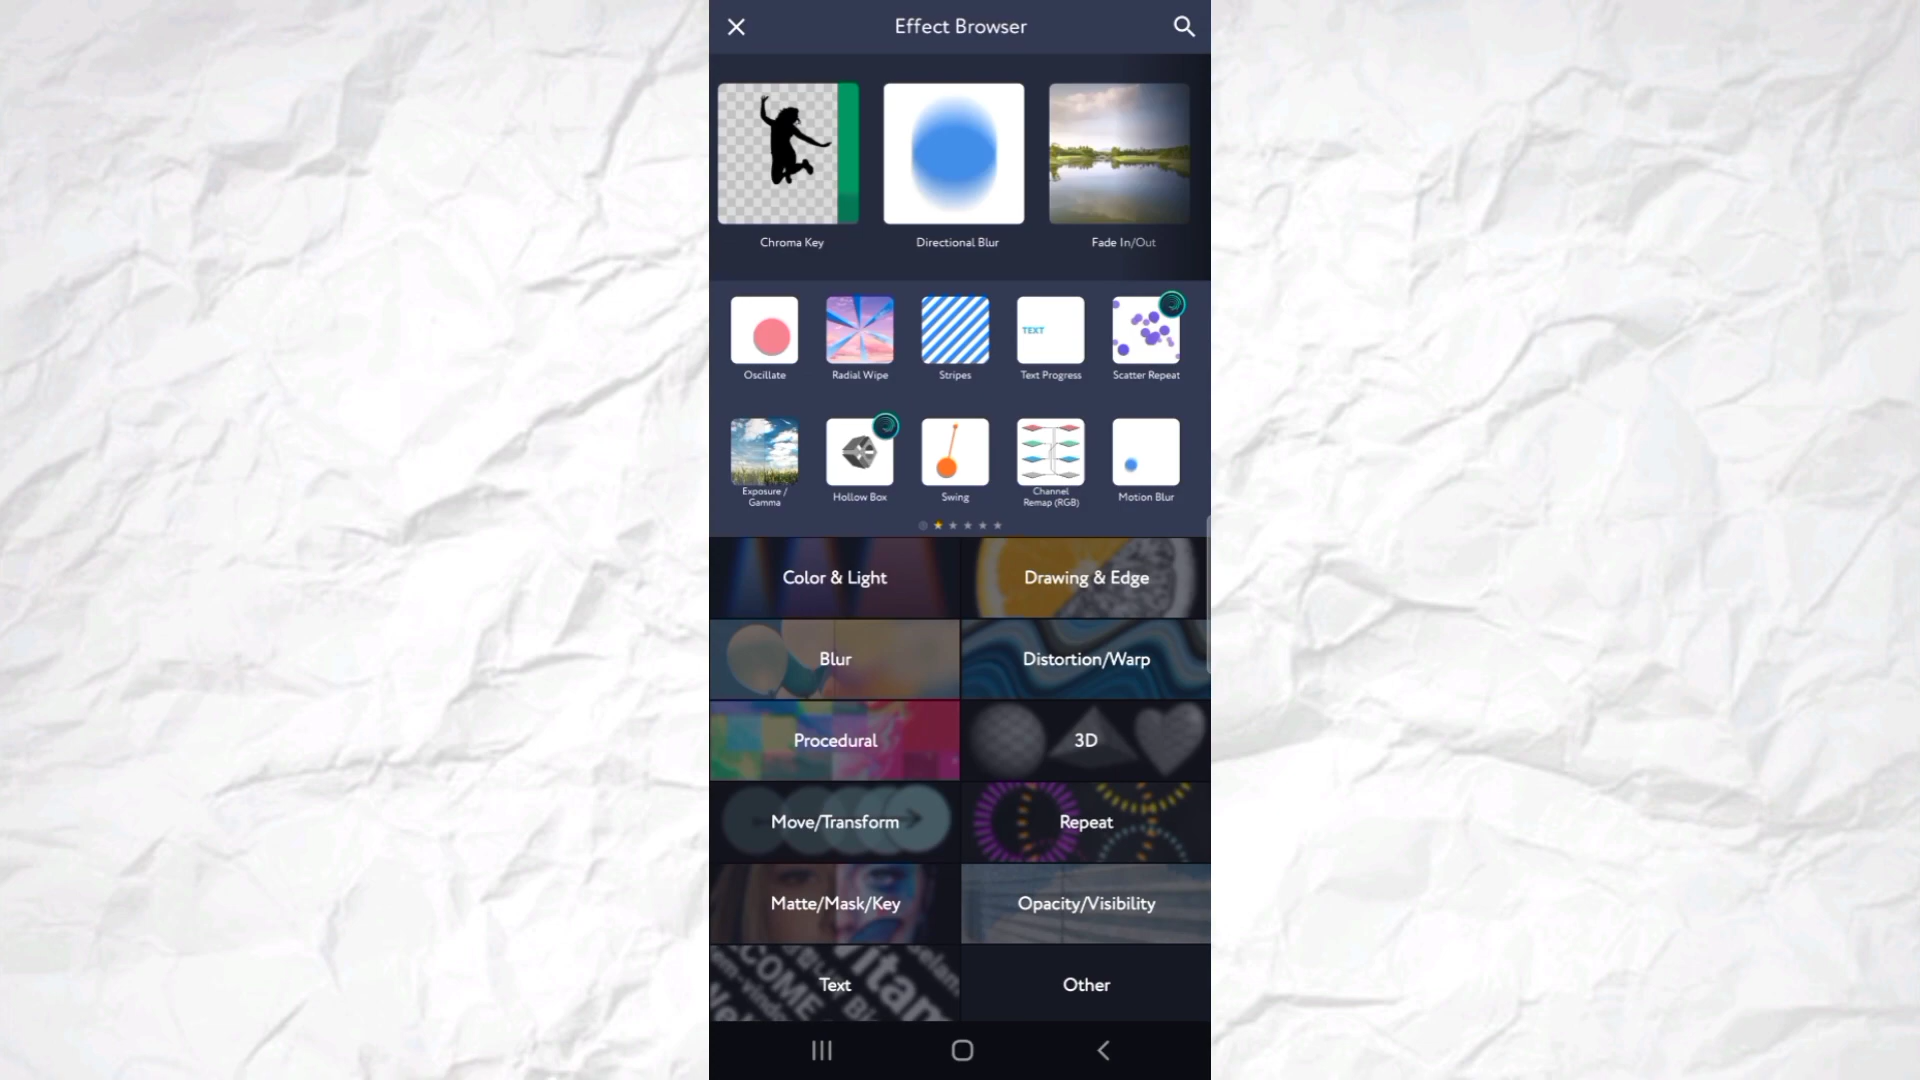 Effect Browser
Chroma Key
Directional Blur
Fade In/Out
TEXT
Oscillate
Radial Wipe
Stripes
Text Progress
Scatter Repeat
Exposure /
Gamma
Hollow Box
Swing
Channel
Remap (RGB)
Motion Blur
Color & Light
Drawing & Edge
Blur
Distortion/Warp
Procedural
3D
Move/Transform
Repeat
Matte/Mask/Key
Opacity/Visibility
Text
Other